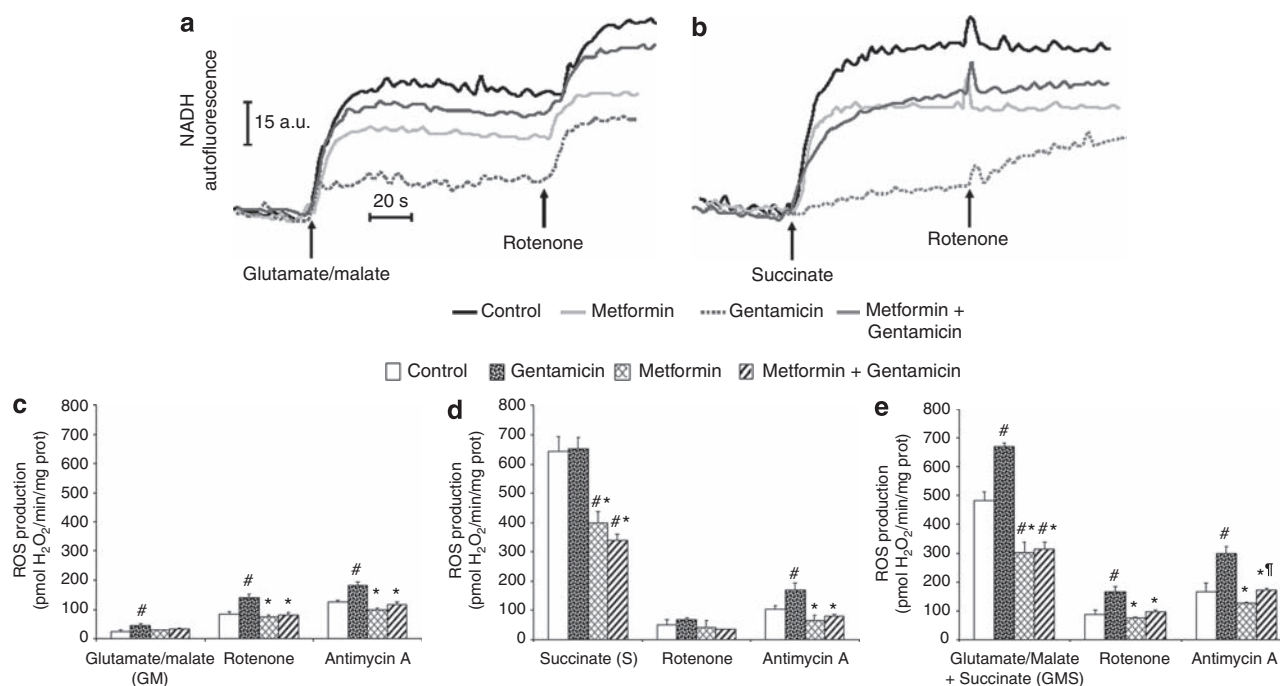 a
b
NADH
autofluorescence
15 a.u.
20 s
Rotenone
Glutamate/malate
Rotenone
Succinate
Control
Metformin
Gentamicin
Metformin +
Gentamicin
Control
Gentamicin
Metformin
Metformin + Gentamicin
c
ROS production
(pmol H₂O₂/min/mg prot)
800
700
600
500
400
300
200
100
0
#
#
*
*
#
*
*
Glutamate/malate
(GM)
Rotenone
Antimycin A
d
ROS production
(pmol H₂O₂/min/mg prot)
800
700
600
500
400
300
200
100
0
#*
#*
#
*
*
Succinate (S)
Rotenone
Antimycin A
e
ROS production
(pmol H₂O₂/min/mg prot)
800
700
600
500
400
300
200
100
0
#
#*
#*
#
*
*
#
*
*¶
Glutamate/Malate
+ Succinate (GMS)
Rotenone
Antimycin A